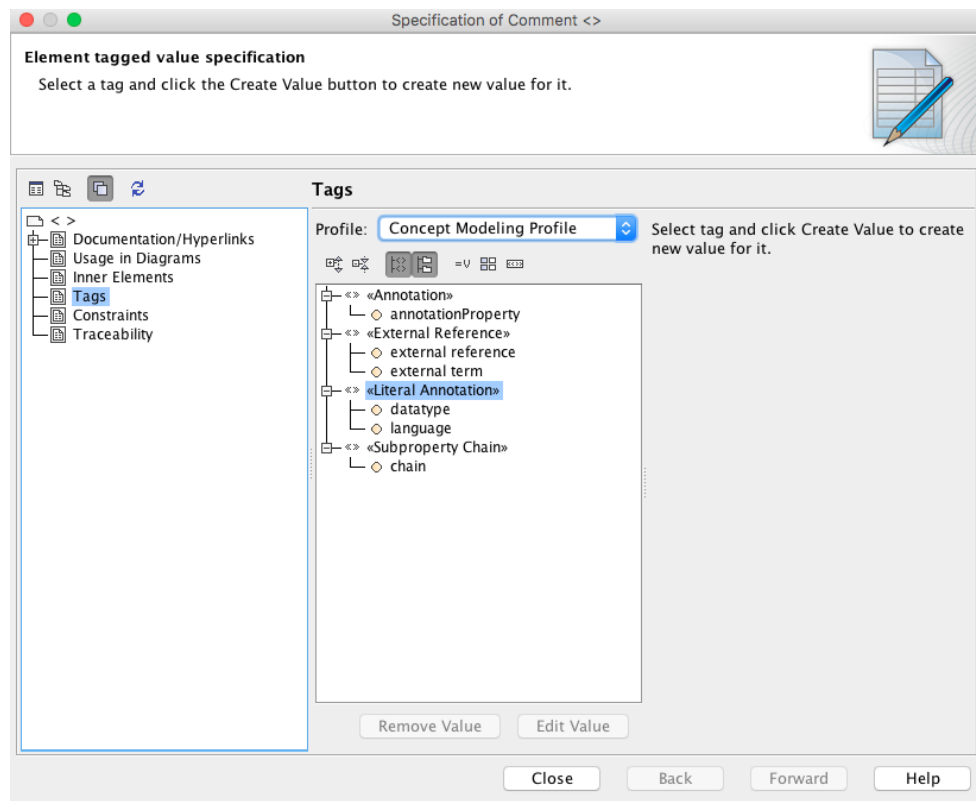 Specification of Comment <>
Element tagged value specification
Select a tag and click the Create Value button to create new value for it.
Tags
< >
Documentation/Hyperlinks
Usage in Diagrams
Inner Elements
Tags
Constraints
Traceability
Profile: Concept Modeling Profile
«Annotation»
annotationProperty
«External Reference»
external reference
external term
«Literal Annotation»
datatype
language
«Subproperty Chain»
chain
Select tag and click Create Value to create
new value for it.
Remove Value Edit Value
Close Back Forward Help